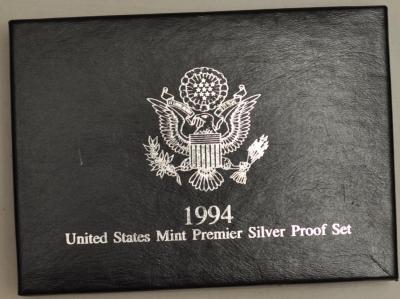 1994
United States Mint Premier Silver Proof Set